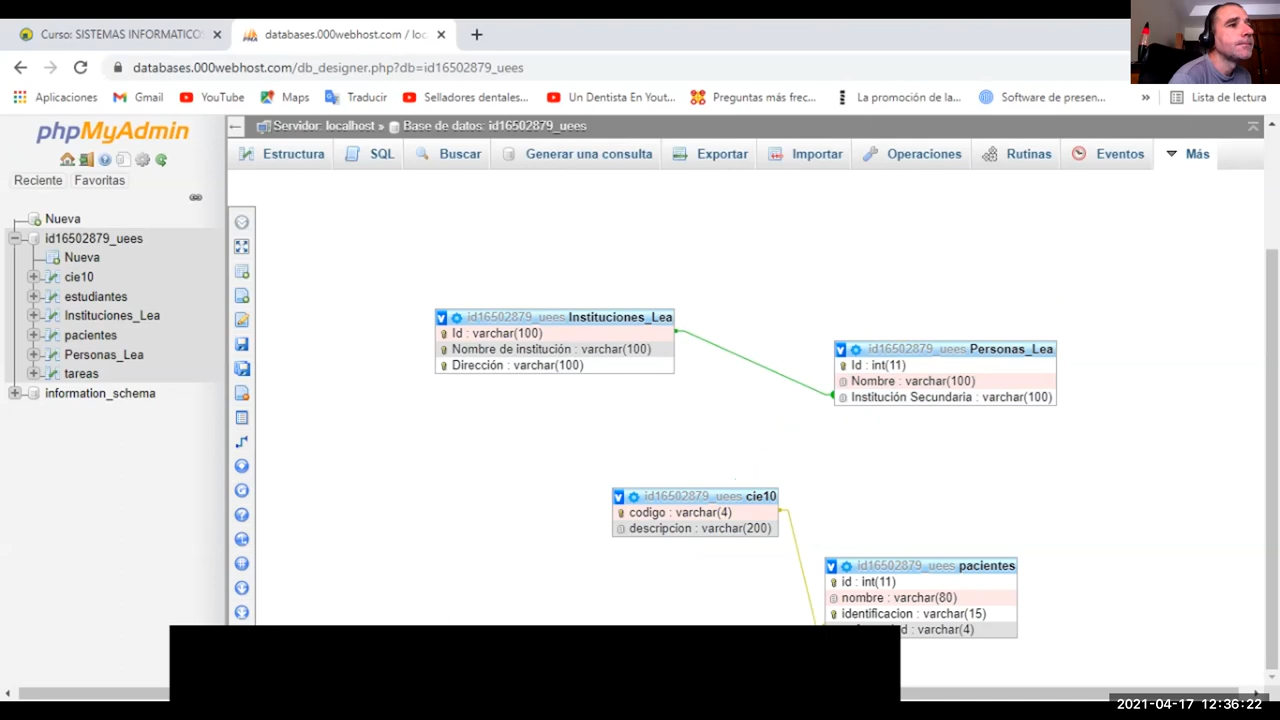 Curso: SISTEMAS INFORMATICO
databases.000webhost.com / loc
databases.000webhost.com/db_designer.php?db=id16502879_uees
Aplicaciones
Gmail
YouTube
Maps
Traducir
Selladores dentales...
Un Dentista En Yout...
Preguntas más frec...
La promoción de la...
Software de presen...
»
Lista de lectura
phpMyAdmin
Reciente Favoritas
Nueva
id16502879_uees
Nueva
cie10
estudiantes
Instituciones_Lea
pacientes
Personas_Lea
tareas
information_schema
Servidor: localhost » Base de datos: id16502879_uees
Estructura
SQL
Buscar
Generar una consulta
Exportar
Importar
Operaciones
Rutinas
Eventos
Más
id16502879_uees Instituciones_Lea
Id : varchar(100)
Nombre de institución : varchar(100)
Dirección : varchar(100)
id16502879_uees Personas_Lea
Id : int(11)
Nombre : varchar(100)
Institución Secundaria : varchar(100)
id16502879_uees cie10
codigo : varchar(4)
descripcion : varchar(200)
id16502879_uees pacientes
id : int(11)
nombre : varchar(80)
identificacion : varchar(15)
d : varchar(4)
2021-04-17 12:36:22